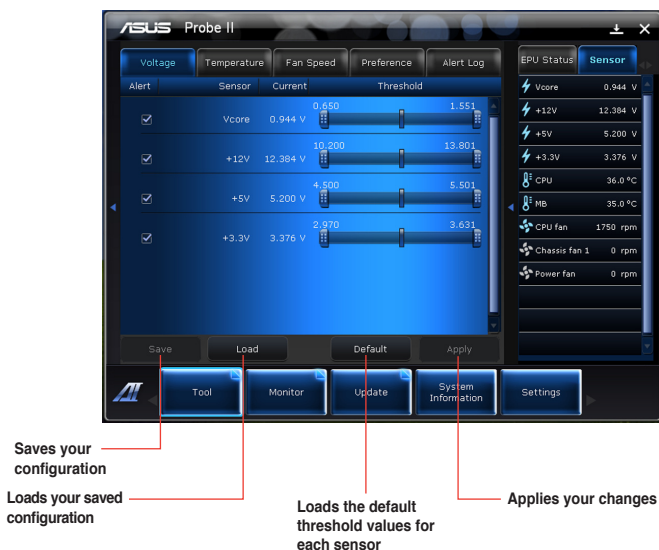 ASUS Probe II
Voltage Temperature Fan Speed Preference Alert Log
EPU Status Sensor
Alert Sensor Current Threshold
Vcore 0.944 V 0.650 1.551
+12V 12.384 V 10.200 13.801
+5V 5.200 V 4.500 5.501
+3.3V 3.376 V 2.970 3.631
Vcore 0.944 V
+12V 12.384 V
+5V 5.200 V
+3.3V 3.376 V
CPU 36.0 °C
MB 35.0 °C
CPU fan 1750 rpm
Chassis fan 1 0 rpm
Power fan 0 rpm
Save Load Default Apply
AI Tool Monitor Update System
Information Settings
Saves your
configuration
Loads your saved
configuration
Loads the default
threshold values for
each sensor
Applies your changes